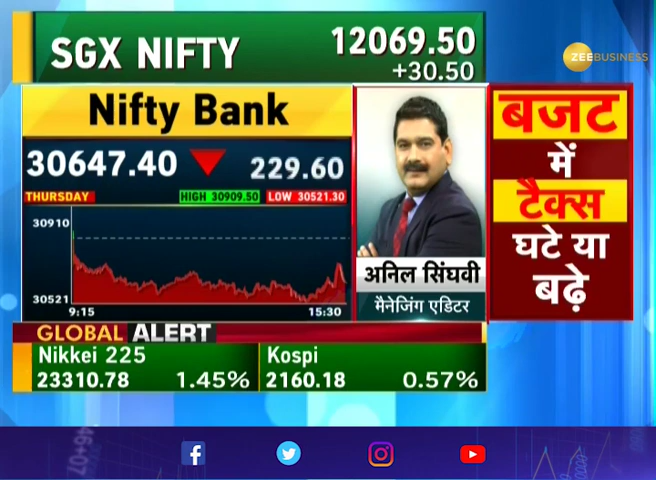 SGX NIFTY
12069.50
+30.50
ZEEBUSINESS
Nifty Bank
30647.40
229.60
THURSDAY
HIGH 30909.50
LOW 30521.30
30910
30521
9:15
15:30
अनिल सिंघवी
मैनेजिंग एडिटर
बजट
में
टैक्स
घटे या
बढ़े
GLOBAL ALERT
Nikkei 225
23310.78 1.45%
Kospi
2160.18 0.57%